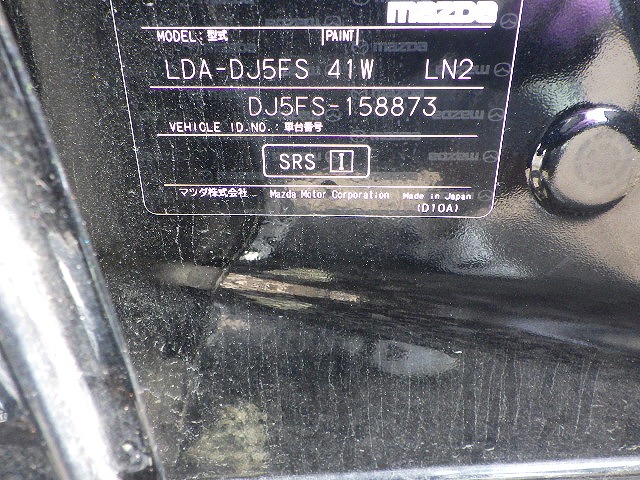 mazda
MODEL: 型式 PAINT
LDA-DJ5FS 41W LN2
DJ5FS-158873
VEHICLE ID.NO.: 車台番号
SRS I
マツダ株式会社 Mazda Motor Corporation Made in Japan
(D10A)